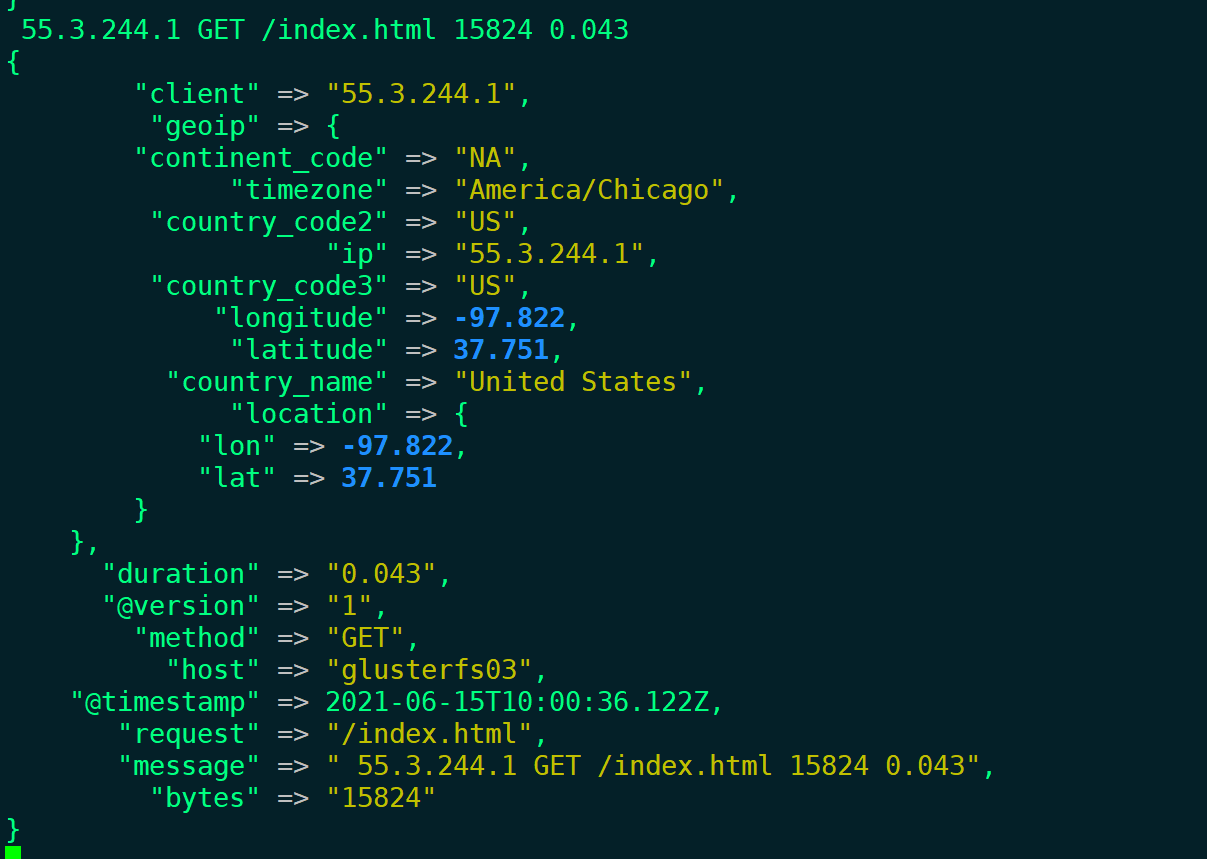 }
 55.3.244.1 GET /index.html 15824 0.043
{
        "client" => "55.3.244.1",
         "geoip" => {
        "continent_code" => "NA",
              "timezone" => "America/Chicago",
         "country_code2" => "US",
                    "ip" => "55.3.244.1",
         "country_code3" => "US",
             "longitude" => -97.822,
              "latitude" => 37.751,
          "country_name" => "United States",
              "location" => {
            "lon" => -97.822,
            "lat" => 37.751
        }
    },
      "duration" => "0.043",
      "@version" => "1",
        "method" => "GET",
          "host" => "glusterfs03",
    "@timestamp" => 2021-06-15T10:00:36.122Z,
       "request" => "/index.html",
       "message" => " 55.3.244.1 GET /index.html 15824 0.043",
         "bytes" => "15824"
}